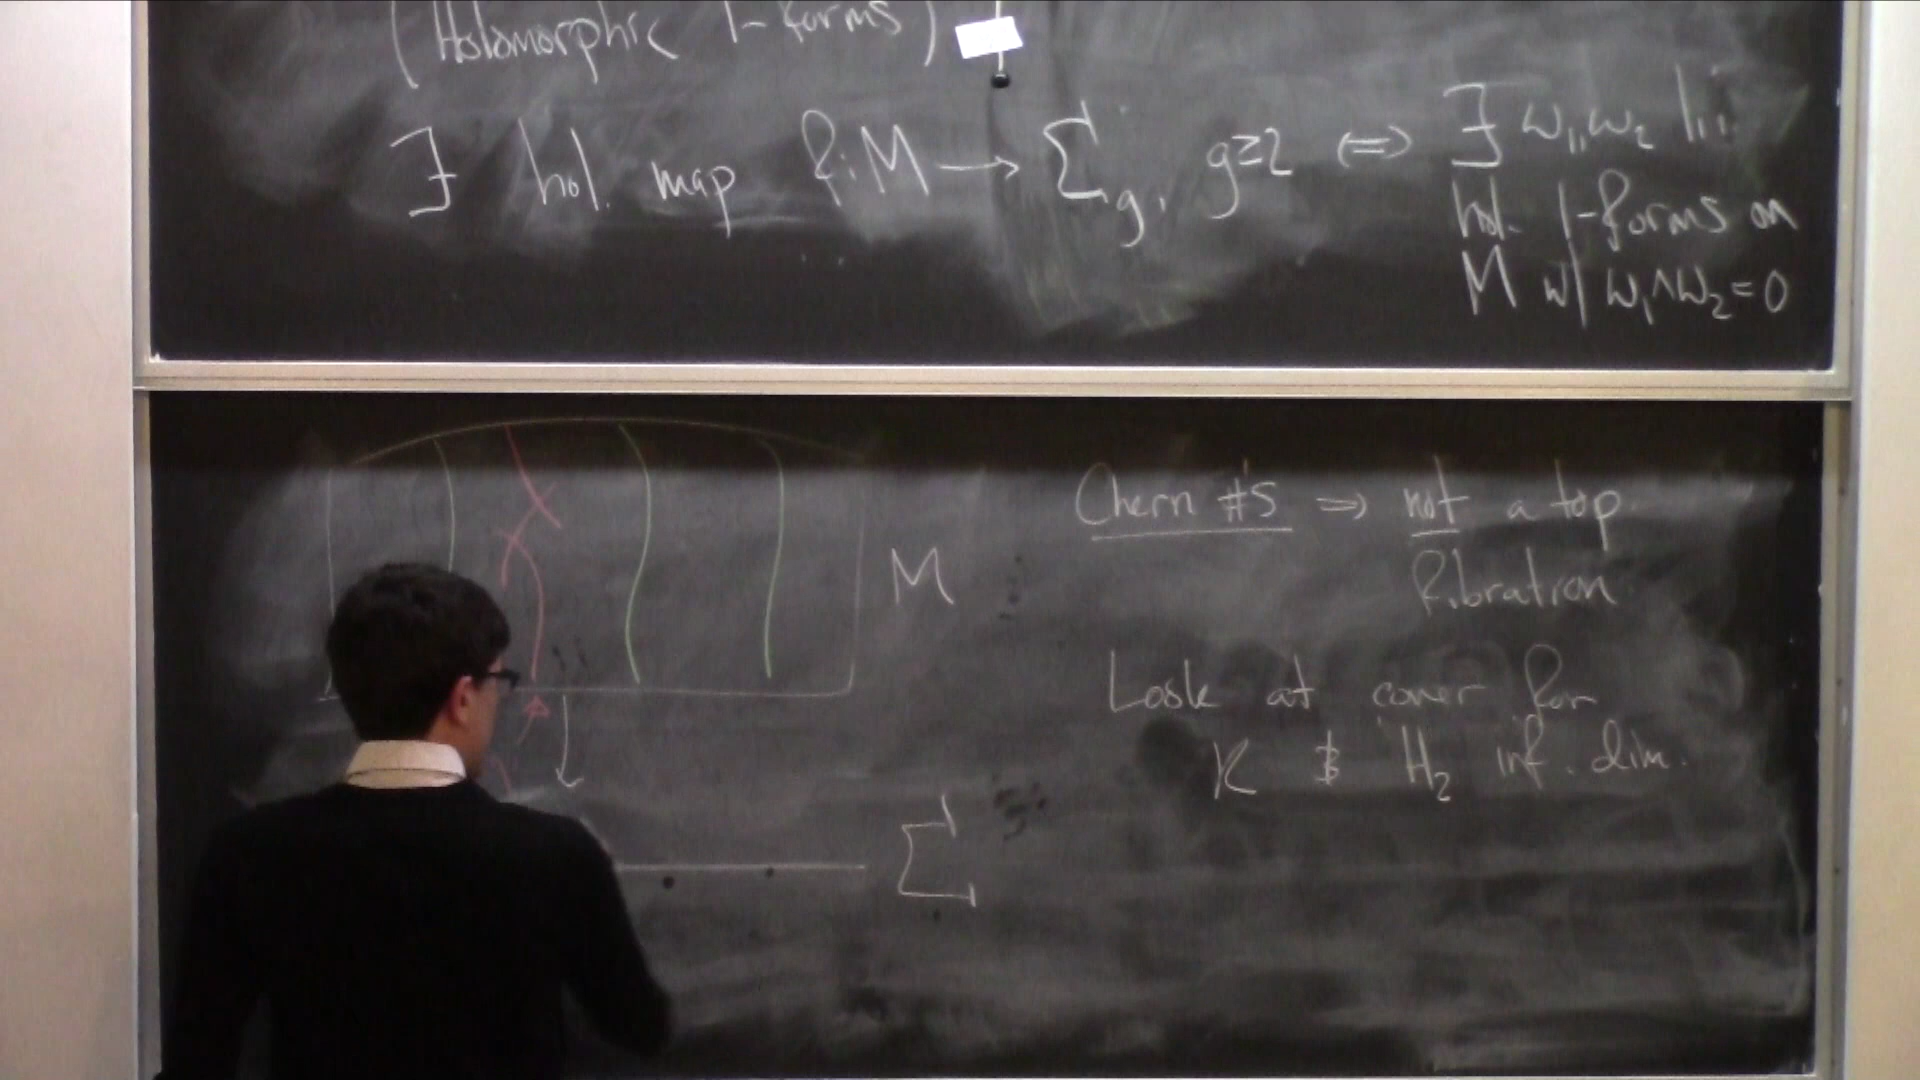 (Holomorphic 1-forms)
∃ hol. map f: M → Σ_g, g≥2 ⇔ ∃ ω₁, ω₂ l.i.
hol. 1-forms on
M w/ ω₁∧ω₂=0
M
Σ
Chern #s ⇒ not a top.
fibration
Look at cover for
K & H₂ inf. dim.